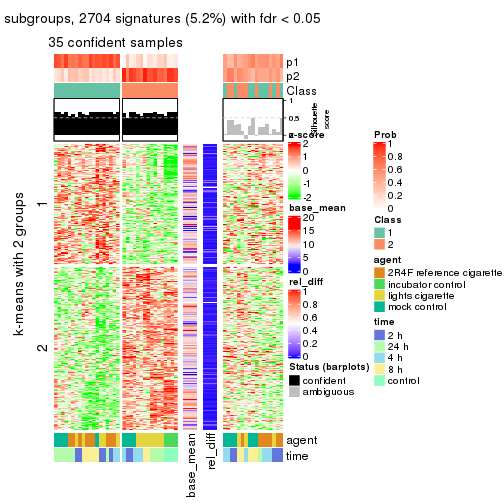 subgroups, 2704 signatures (5.2%) with fdr < 0.05
35 confident samples
p1
p2
Class
1
0.5
0
Silhouette
score
z-score
2
1
0
-1
-2
base_mean
20
15
10
5
0
rel_diff
1
0.8
0.6
0.4
0.2
0
Status (barplots)
confident
ambiguous
Prob
1
0.8
0.6
0.4
0.2
0
Class
1
2
agent
2R4F reference cigarette
incubator control
lights cigarette
mock control
time
2 h
24 h
4 h
8 h
control
k-means with 2 groups
1
2
agent
time
base_mean
rel_diff